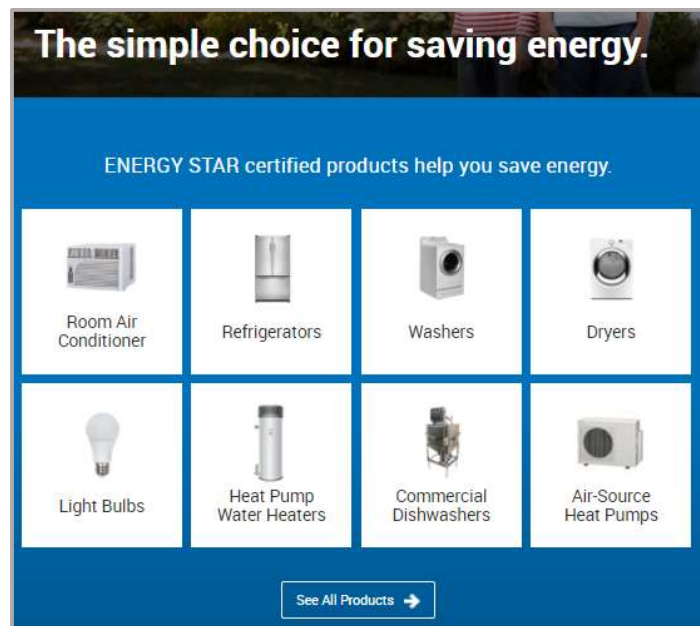 The simple choice for saving energy.
ENERGY STAR certified products help you save energy.
Room Air
Conditioner
Refrigerators
Washers
Dryers
Light Bulbs
Heat Pump
Water Heaters
Commercial
Dishwashers
Air-Source
Heat Pumps
See All Products